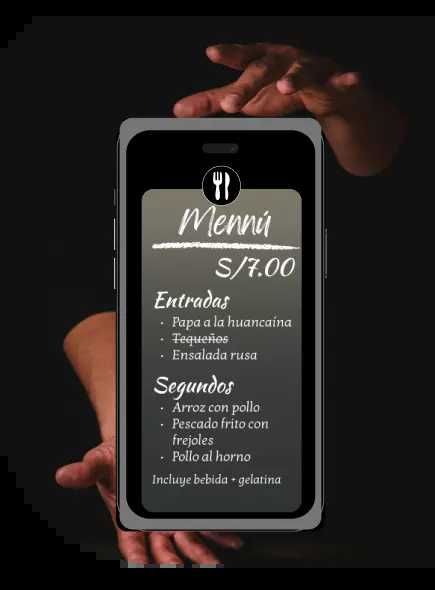 Mennú
S/7.00
Entradas
· Papa a la huancaína
· Tequeños
· Ensalada rusa
Segundos
· Arroz con pollo
· Pescado frito con
frejoles
· Pollo al horno
Incluye bebida + gelatina